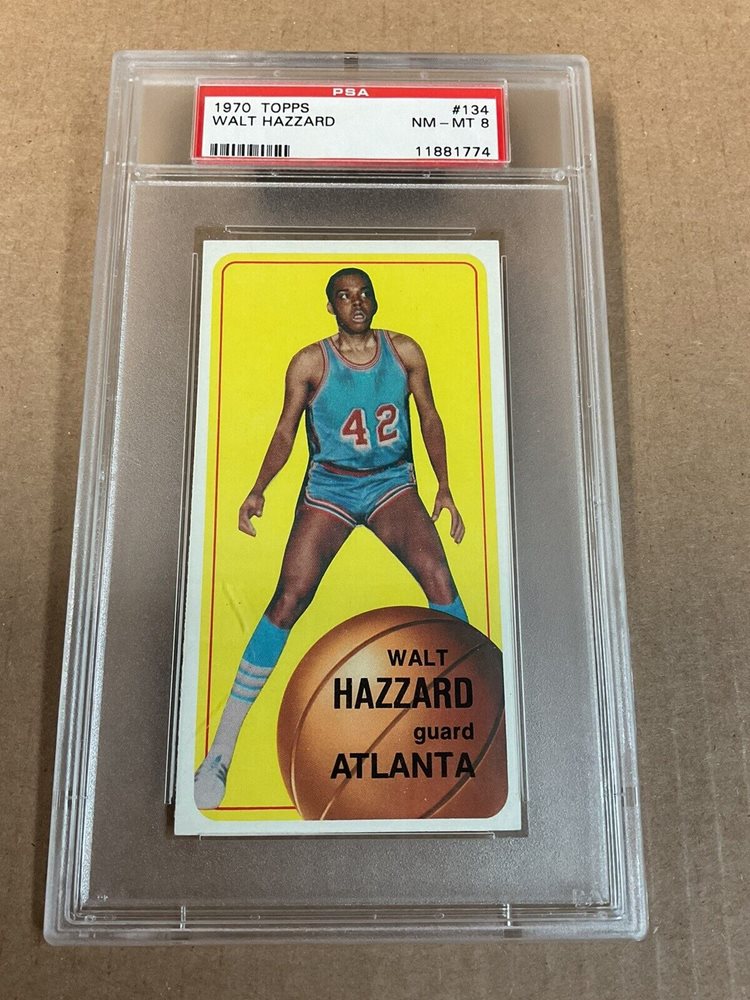 PSA
1970 TOPPS #134
WALT HAZZARD NM-MT 8
11881774
42
WALT
HAZZARD
guard
ATLANTA